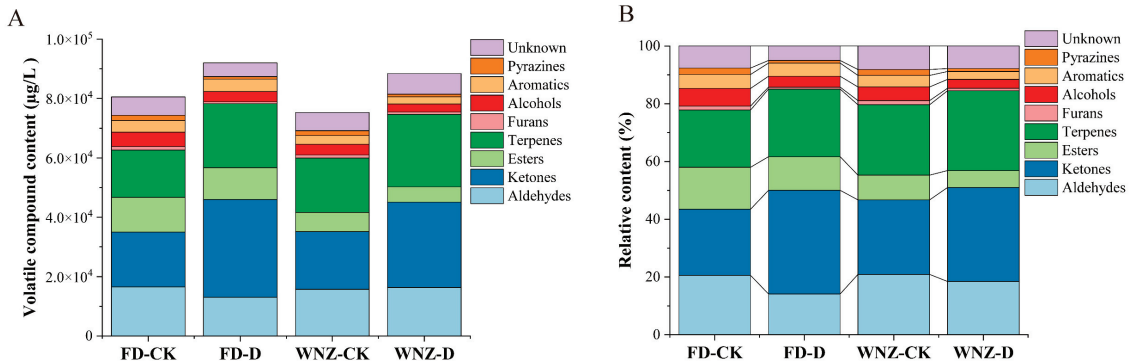 A
Volatile compound content (μg/L)
1.0×10⁵
8.0×10⁴
6.0×10⁴
4.0×10⁴
2.0×10⁴
0
FD-CK
FD-D
WNZ-CK
WNZ-D
Unknown
Pyrazines
Aromatics
Alcohols
Furans
Terpenes
Esters
Ketones
Aldehydes
B
Relative content (%)
100
80
60
40
20
0
FD-CK
FD-D
WNZ-CK
WNZ-D
Unknown
Pyrazines
Aromatics
Alcohols
Furans
Terpenes
Esters
Ketones
Aldehydes